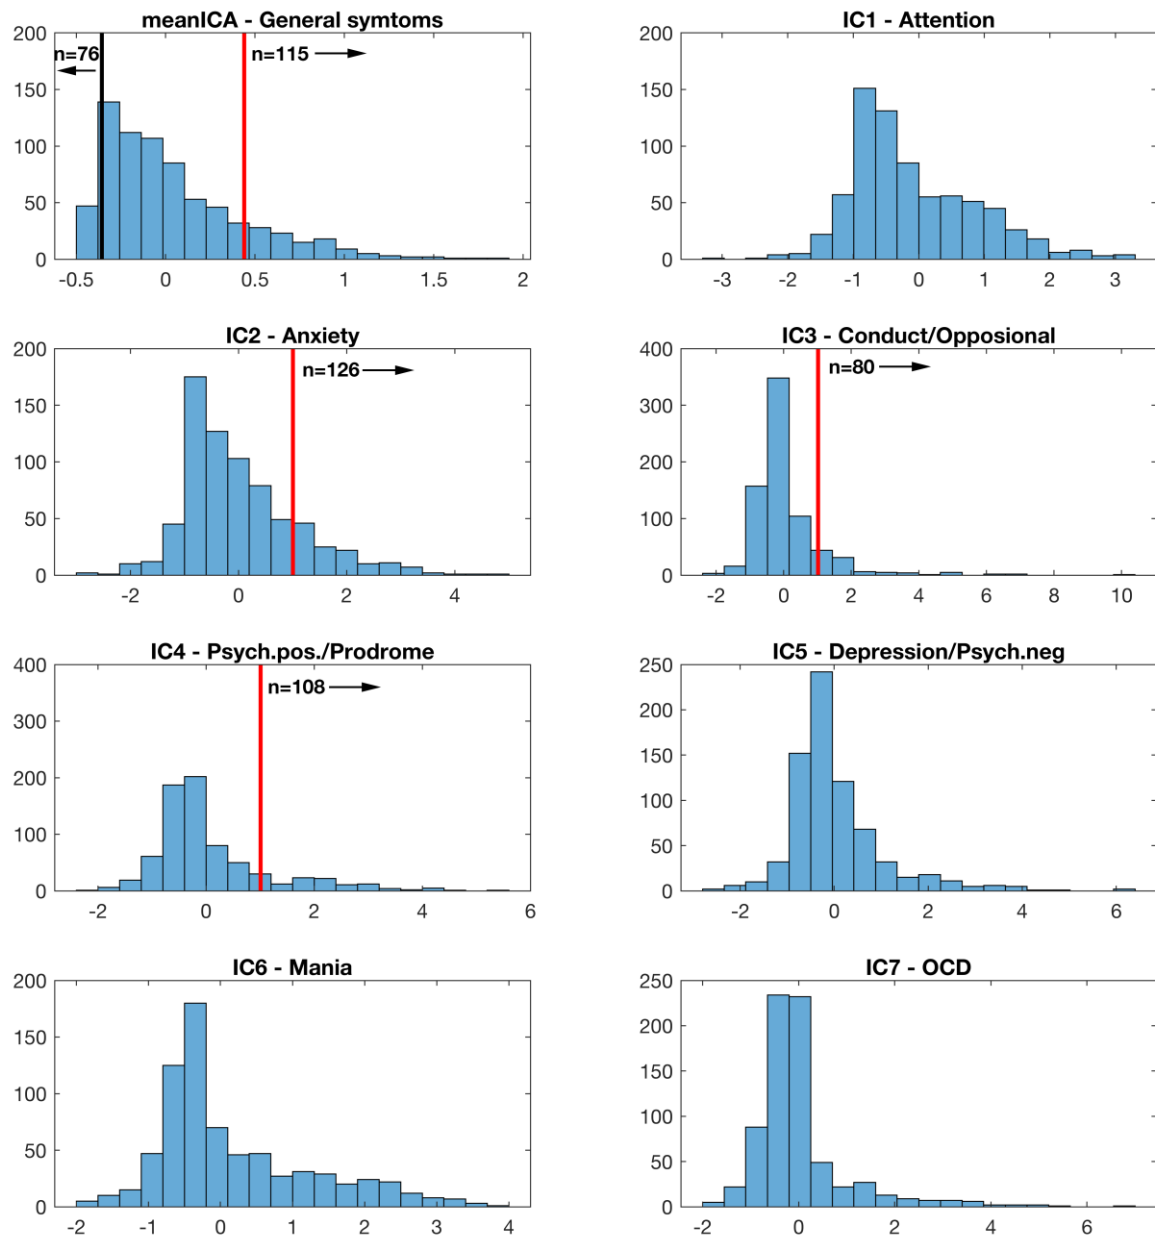 meanICA - General symtoms
200
150
100
50
0
n=76
n=115
-0.5 0 0.5 1 1.5 2
IC1 - Attention
200
150
100
50
0
-3 -2 -1 0 1 2 3
IC2 - Anxiety
200
150
100
50
0
n=126
-2 0 2 4
IC3 - Conduct/Opposional
400
300
200
100
0
n=80
-2 0 2 4 6 8 10
IC4 - Psych.pos./Prodrome
400
300
200
100
0
n=108
-2 0 2 4 6
IC5 - Depression/Psych.neg
250
200
150
100
50
0
-2 0 2 4 6
IC6 - Mania
200
150
100
50
0
-2 -1 0 1 2 3 4
IC7 - OCD
250
200
150
100
50
0
-2 0 2 4 6